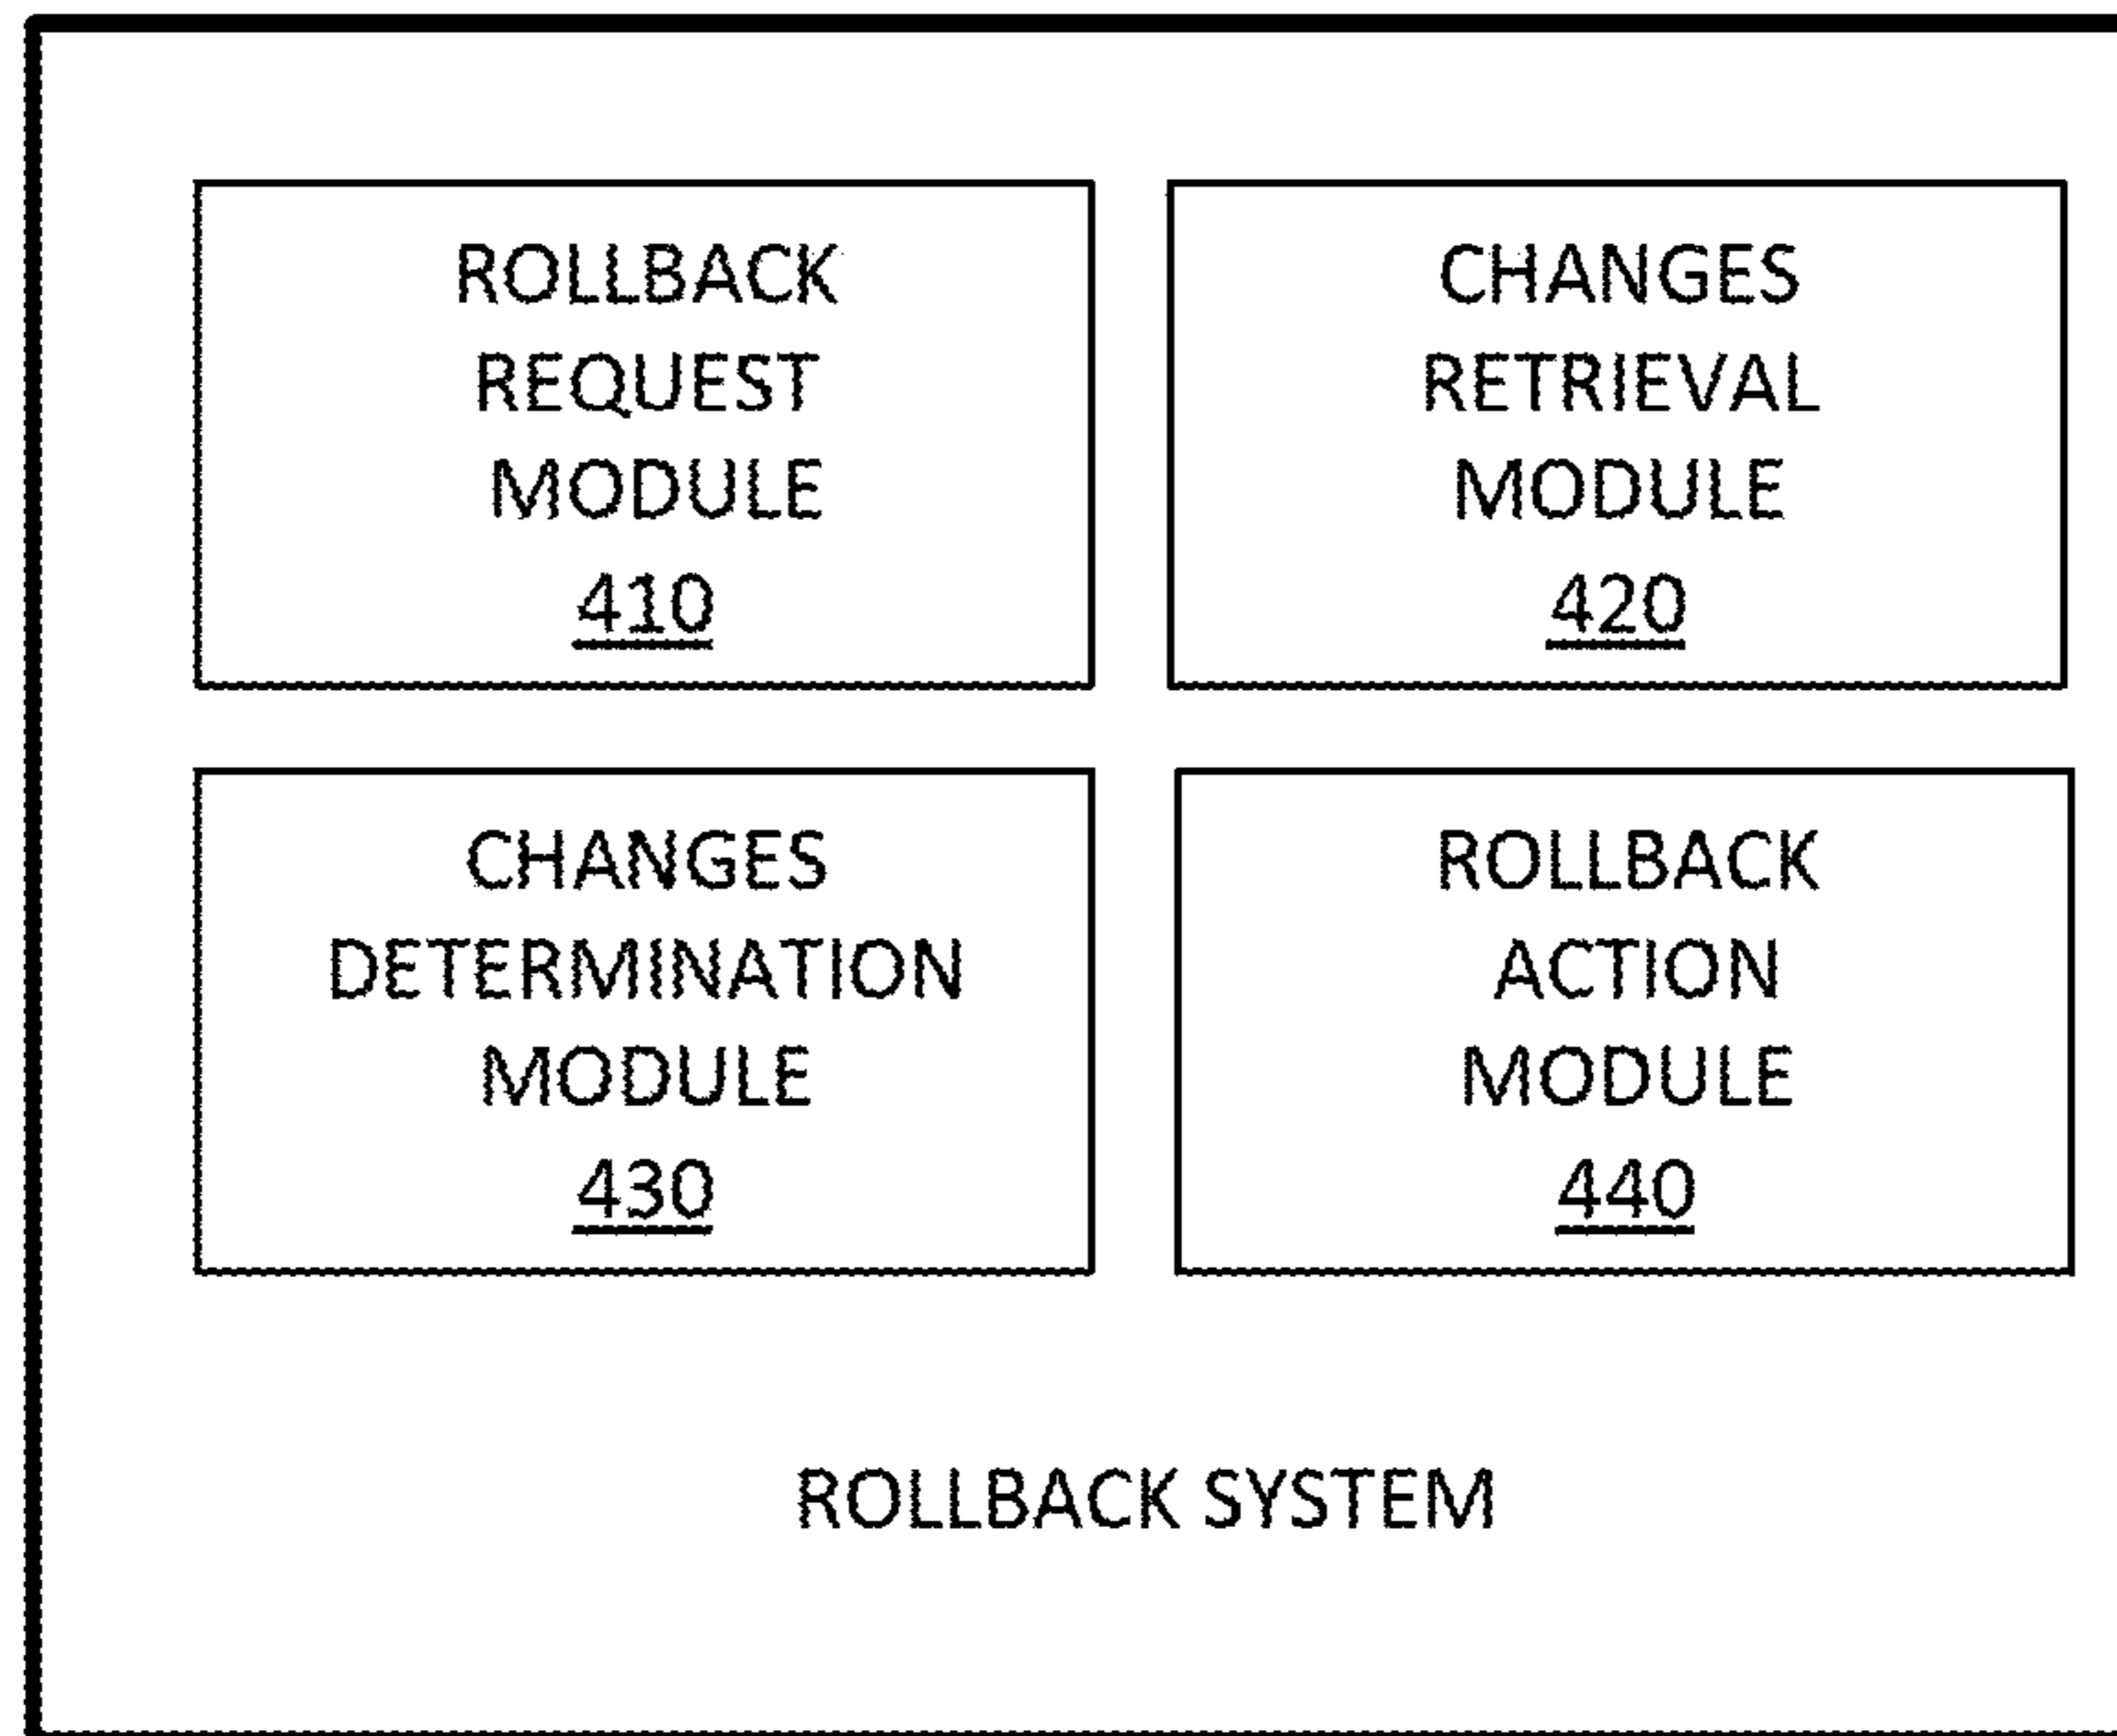 ROLLBACK
REQUEST
MODULE
410
CHANGES
RETRIEVAL
MODULE
420
CHANGES
DETERMINATION
MODULE
430
ROLLBACK
ACTION
MODULE
440
ROLLBACK SYSTEM